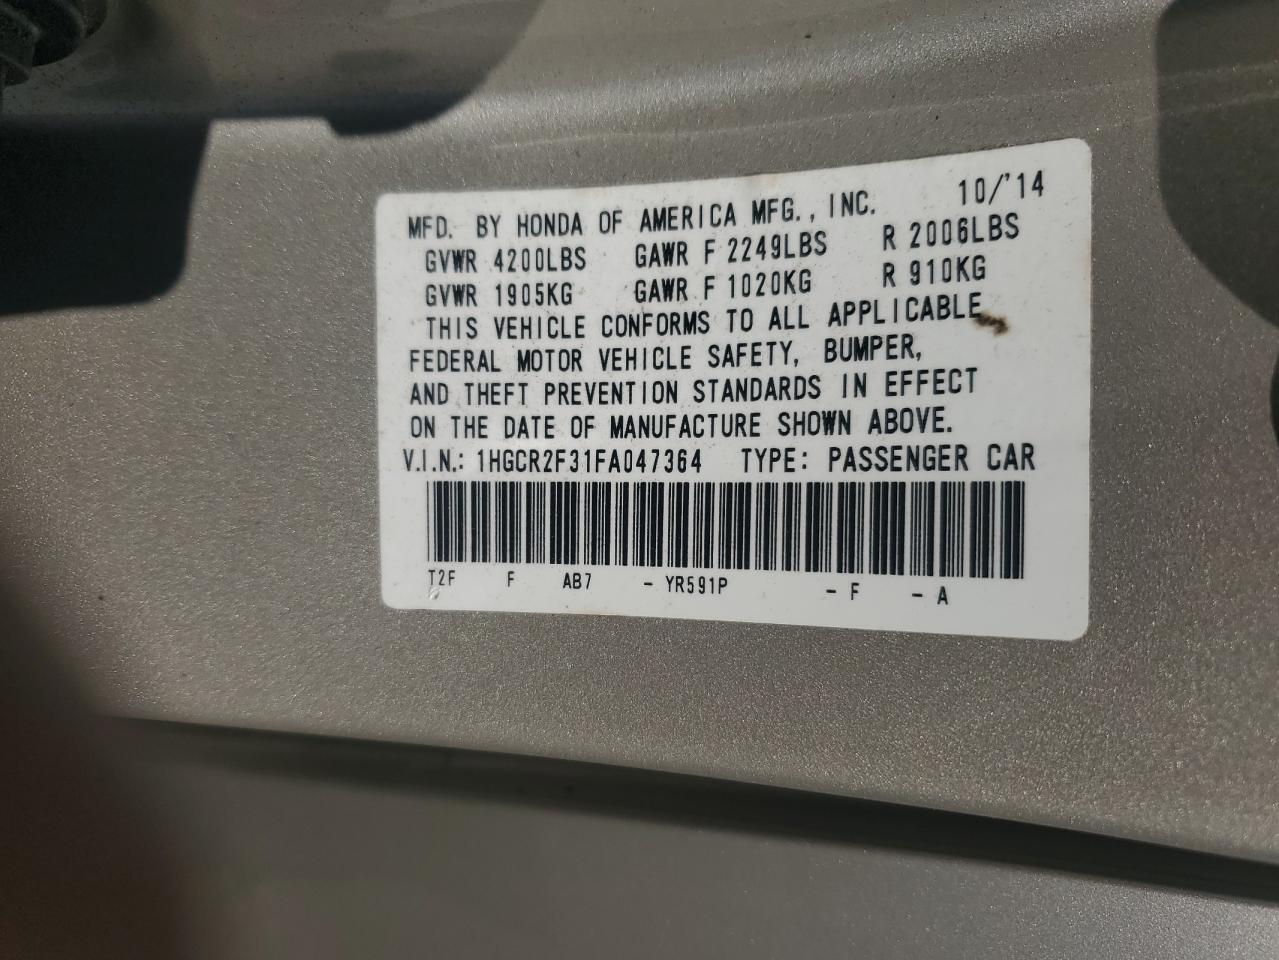 MFD. BY HONDA OF AMERICA MFG., INC. 10/'14
GVWR 4200LBS GAWR F 2249LBS R 2006LBS
GVWR 1905KG GAWR F 1020KG R 910KG
THIS VEHICLE CONFORMS TO ALL APPLICABLE
FEDERAL MOTOR VEHICLE SAFETY, BUMPER,
AND THEFT PREVENTION STANDARDS IN EFFECT
ON THE DATE OF MANUFACTURE SHOWN ABOVE.
V.I.N.: 1HGCR2F31FA047364 TYPE: PASSENGER CAR
T2F F AB7 - YR591P - F - A